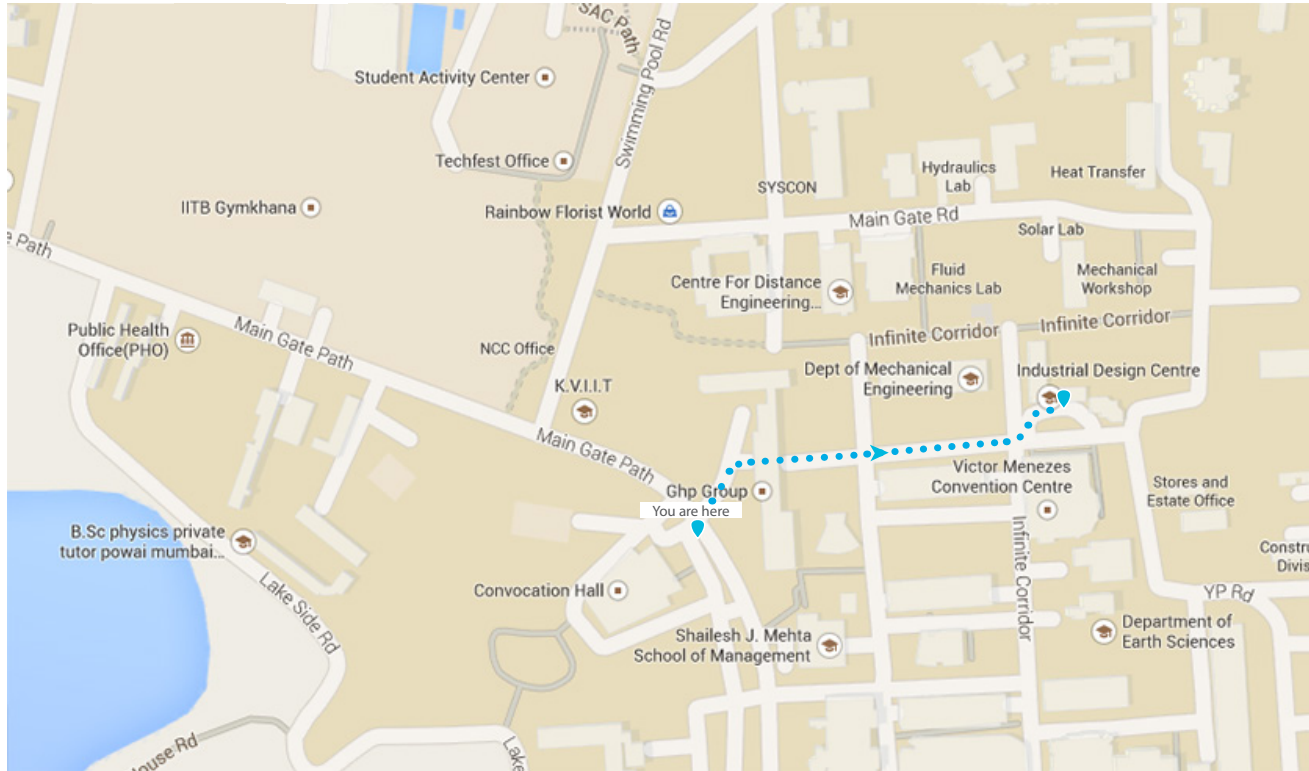 SAC Path
Swimming Pool Rd
Student Activity Center
Techfest Office
Hydraulics
Lab
Heat Transfer
SYSCON
IITB Gymkhana
Rainbow Florist World
Main Gate Rd
Solar Lab
e Path
Centre For Distance
Engineering...
Fluid
Mechanics Lab
Mechanical
Workshop
Public Health
Office(PHO)
Main Gate Path
NCC Office
Infinite Corridor
Infinite Corridor
K.V.I.I.T
Dept of Mechanical
Engineering
Industrial Design Centre
Main Gate Path
Victor Menezes
Convention Centre
Ghp Group
You are here
Stores and
Estate Office
B.Sc physics private
tutor powai mumbai...
Infinite Corridor
Constru
Divis
Convocation Hall
Lake Side Rd
YP Rd
Shailesh J. Mehta
School of Management
Department of
Earth Sciences
ouse Rd
Lake